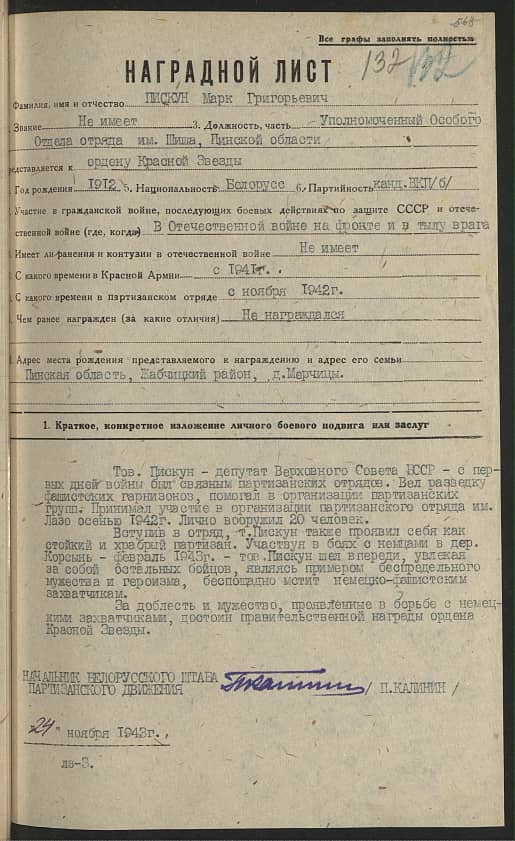 568
Все графы заполнять полностью
132 132
НАГРАДНОЙ ЛИСТ
Фамилия, имя и отчество ПИСКУН Марк Григорьевич
. Звание Не имеет 3. Должность, часть Уполномоченный Особого
Отдела отряда им. Шиша, Пинской области
редставляется к ордену Красной Звезды
. Год рождения 1912 5. Национальность Белорусс 6. Партийность канд.ВКП/б/
. Участие в гражданской войне, последующих боевых действиях по защите СССР и отече-
ственной войне (где, когда) В Отечественной войне на фронте и в тылу врага
. Имеет ли ранения и контузии в отечественной войне Не имеет
. С какого времени в Красной Армии с 1941г.
. С какого времени в партизанском отряде с ноября 1942г.
. Чем ранее награжден (за какие отличия) Не награждался
. Адрес места рождения представляемого к награждению и адрес его семьи
Пинская область, Жабчицкий район, д.Мерчицы.
1. Краткое, конкретное изложение личного боевого подвига или заслуг
Тов. Пискун - депутат Верховного Совета БССР - с пер-
вых дней войны был связным партизанских отрядов. Вел разведку
фашистских гарнизонов, помогал в организации партизанских
групп. Принимал участие в организации партизанского отряда им.
Лазо осенью 1942г. Лично вооружил 20 человек.
Вступив в отряд, т.Пискун также проявил себя как
стойкий и храбрый партизан. Участвуя в боях с немцами в дер.
Корсынь - февраль 1943г. - тов.Пискун шел впереди, увлекая
за собой остальных бойцов, являясь примером беспредельного
мужества и героизма, беспощадно мстит немецко-фашистским
захватчикам.
За доблесть и мужество, проявленные в борьбе с немец-
кими захватчиками, достоин правительственной награды ордена
Красной Звезды.
НАЧАЛЬНИК БЕЛОРУССКОГО ШТАБА
ПАРТИЗАНСКОГО ДВИЖЕНИЯ / П.КАЛИНИН /
"24" ноября 1943г.,
лз-3.